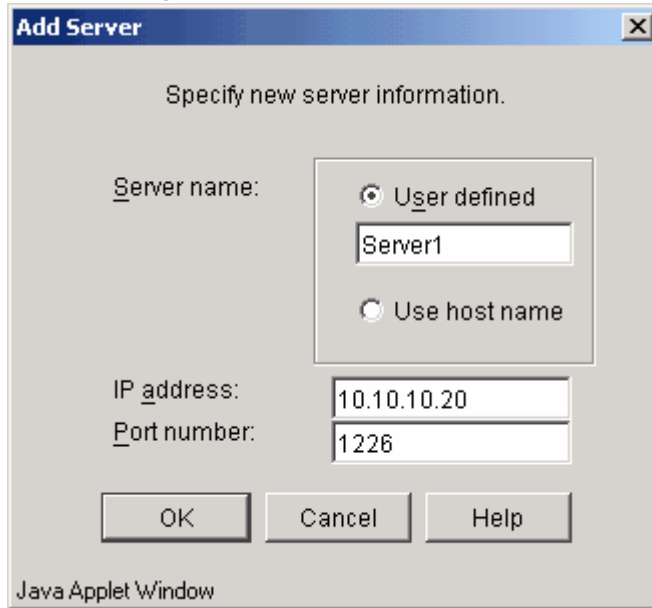 Add Server
Specify new server information.
Server name:
User defined
Server1
Use host name
IP address:
10.10.10.20
Port number:
1226
OK
Cancel
Help
Java Applet Window